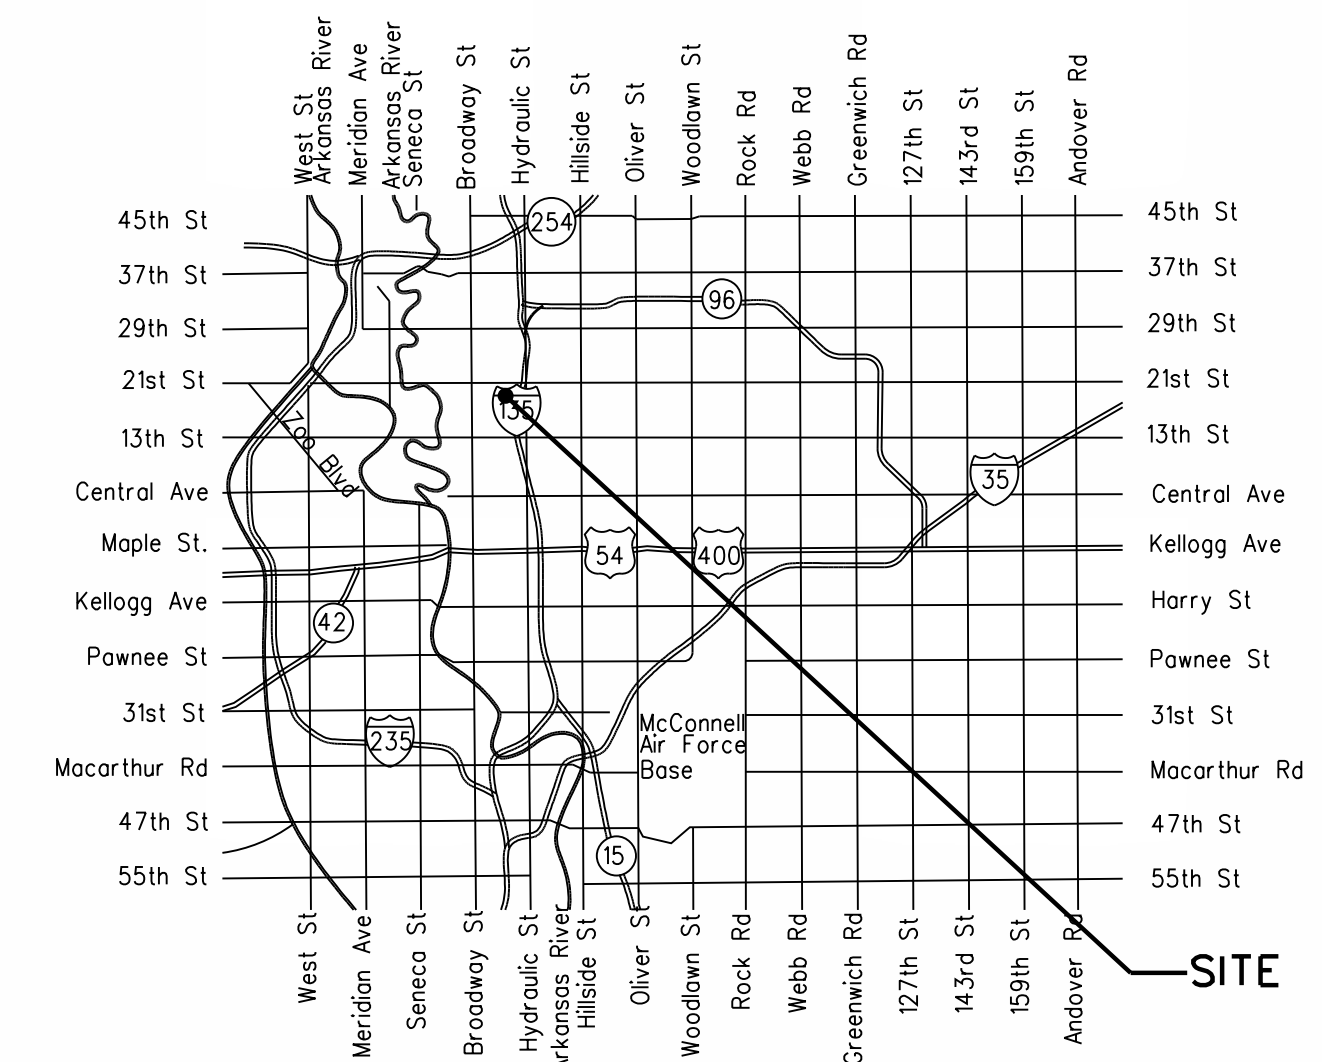 West St
Arkansas River
Meridian Ave
Arkansas River
Seneca St
Broadway St
Hydraulic St
Hillside St
Oliver St
Woodlawn St
Rock Rd
Webb Rd
Greenwich Rd
127th St
143rd St
159th St
Andover Rd
45th St
254
45th St
37th St
37th St
96
29th St
29th St
21st St
21st St
135
13th St
Zoo Blvd
13th St
35
Central Ave
Central Ave
Maple St.
54
400
Kellogg Ave
Kellogg Ave
42
Harry St
Pawnee St
Pawnee St
31st St
31st St
235
McConnell
Air Force
Base
Macarthur Rd
Macarthur Rd
47th St
47th St
15
55th St
55th St
West St
Meridian Ave
Seneca St
Broadway St
Hydraulic St
Arkansas River
Hillside St
Oliver St
Woodlawn St
Rock Rd
Webb Rd
Greenwich Rd
127th St
143rd St
159th St
Andover Rd
SITE